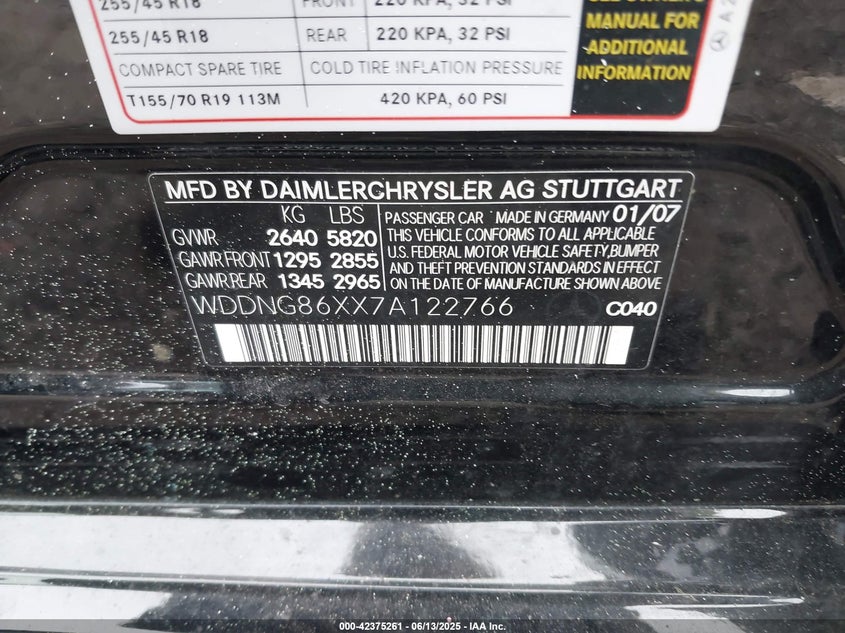 255/45 R18 FRONT 220 KPA, 32 PSI
255/45 R18 REAR 220 KPA, 32 PSI
COMPACT SPARE TIRE COLD TIRE INFLATION PRESSURE
T155/70 R19 113M 420 KPA, 60 PSI
SEE OWNER'S
MANUAL FOR
ADDITIONAL
INFORMATION
MFD BY DAIMLERCHRYSLER AG STUTTGART
KG LBS
GVWR 2640 5820
GAWR FRONT 1295 2855
GAWR REAR 1345 2965
PASSENGER CAR MADE IN GERMANY 01/07
THIS VEHICLE CONFORMS TO ALL APPLICABLE
U.S. FEDERAL MOTOR VEHICLE SAFETY,BUMPER
AND THEFT PREVENTION STANDARDS IN EFFECT
ON THE DATE OF MANUFACTURE SHOWN ABOVE.
WDDNG86XX7A122766 C040
000-42375261 - 06/13/2025 - IAA Inc.